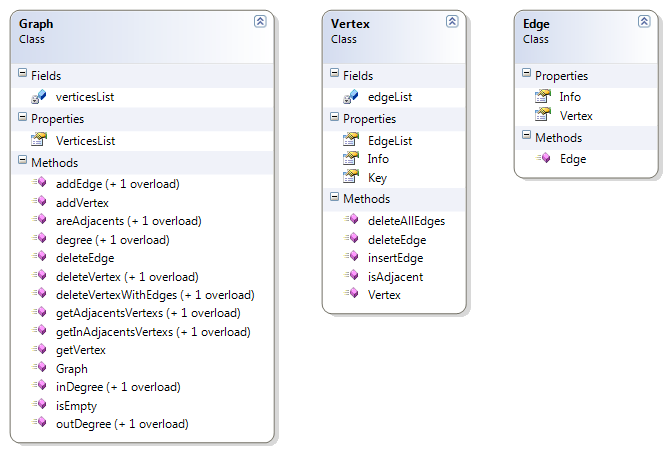 Graph
Class
Fields
verticesList
Properties
VerticesList
Methods
addEdge (+ 1 overload)
addVertex
areAdjacents (+ 1 overload)
degree (+ 1 overload)
deleteEdge
deleteVertex (+ 1 overload)
deleteVertexWithEdges (+ 1 overload)
getAdjacentsVertexs (+ 1 overload)
getInAdjacentsVertexs (+ 1 overload)
getVertex
Graph
inDegree (+ 1 overload)
isEmpty
outDegree (+ 1 overload)
Vertex
Class
Fields
edgeList
Properties
EdgeList
Info
Key
Methods
deleteAllEdges
deleteEdge
insertEdge
isAdjacent
Vertex
Edge
Class
Properties
Info
Vertex
Methods
Edge